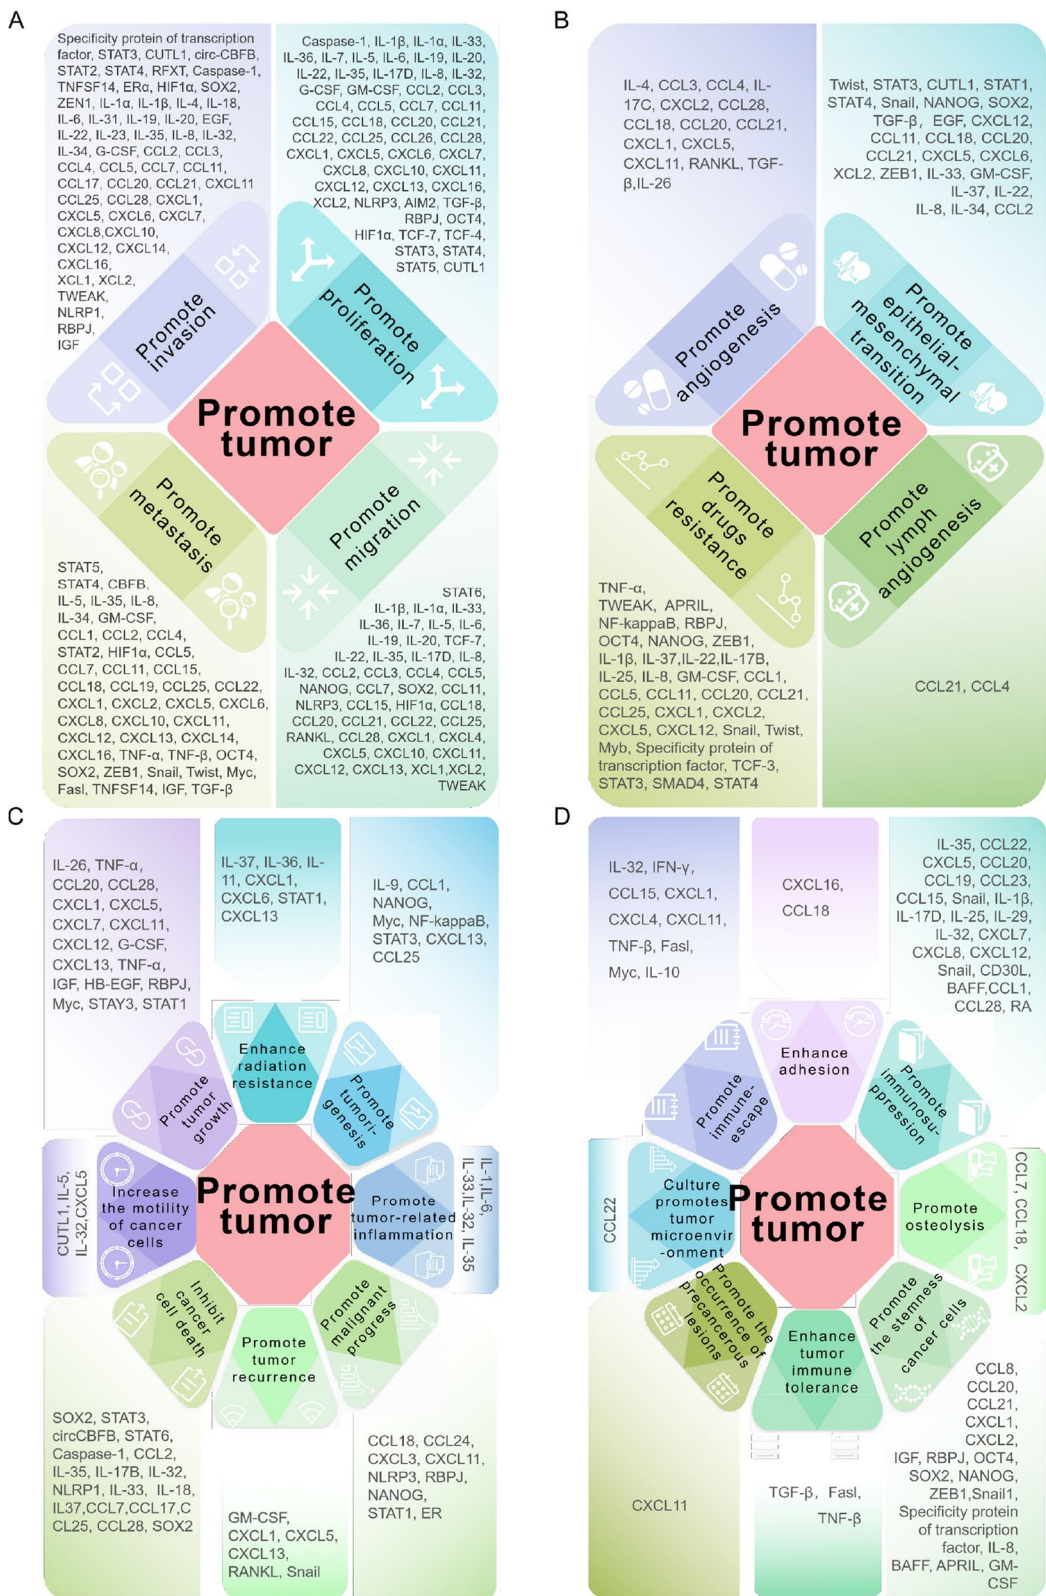 A
Specificity protein of transcription
factor, STAT3, CUTL1, circ-CBFB,
STAT2, STAT4, RFXT, Caspase-1,
TNFSF14, ERα, HIF1α, SOX2,
ZEN1, IL-1α, IL-1β, IL-4, IL-18,
IL-6, IL-31, IL-19, IL-20, EGF,
IL-22, IL-23, IL-35, IL-8, IL-32,
IL-34, G-CSF, CCL2, CCL3,
CCL4, CCL5, CCL7, CCL11,
CCL17, CCL20, CCL21, CXCL11
CCL25, CCL28, CXCL1,
CXCL5, CXCL6, CXCL7,
CXCL8,CXCL10,
CXCL12, CXCL14,
CXCL16,
XCL1, XCL2,
TWEAK,
NLRP1,
RBPJ,
IGF
Caspase-1, IL-1β, IL-1α, IL-33,
IL-36, IL-7, IL-5, IL-6, IL-19, IL-20,
IL-22, IL-35, IL-17D, IL-8, IL-32,
G-CSF, GM-CSF, CCL2, CCL3,
CCL4, CCL5, CCL7, CCL11,
CCL15, CCL18, CCL20, CCL21,
CCL22, CCL25, CCL26, CCL28,
CXCL1, CXCL5, CXCL6, CXCL7,
CXCL8, CXCL10, CXCL11,
CXCL12, CXCL13, CXCL16,
XCL2, NLRP3, AIM2, TGF-β,
RBPJ, OCT4,
HIF1α, TCF-7, TCF-4,
STAT3, STAT4,
STAT5, CUTL1
Promote
invasion
Promote
proliferation
Promote
tumor
Promote
metastasis
Promote
migration
STAT5,
STAT4, CBFB,
IL-5, IL-35, IL-8,
IL-34, GM-CSF,
CCL1, CCL2, CCL4,
STAT2, HIF1α, CCL5,
CCL7, CCL11, CCL15,
CCL18, CCL19, CCL25, CCL22,
CXCL1, CXCL2, CXCL5, CXCL6,
CXCL8, CXCL10, CXCL11,
CXCL12, CXCL13, CXCL14,
CXCL16, TNF-α, TNF-β, OCT4,
SOX2, ZEB1, Snail, Twist, Myc,
Fasl, TNFSF14, IGF, TGF-β
STAT6,
IL-1β, IL-1α, IL-33,
IL-36, IL-7, IL-5, IL-6,
IL-19, IL-20, TCF-7,
IL-22, IL-35, IL-17D, IL-8,
IL-32, CCL2, CCL3, CCL4, CCL5,
NANOG, CCL7, SOX2, CCL11,
NLRP3, CCL15, HIF1α, CCL18,
CCL20, CCL21, CCL22, CCL25,
RANKL, CCL28, CXCL1, CXCL4,
CXCL5, CXCL10, CXCL11,
CXCL12, CXCL13, XCL1,XCL2,
TWEAK
B
IL-4, CCL3, CCL4, IL-
17C, CXCL2, CCL28,
CCL18, CCL20, CCL21,
CXCL1, CXCL5,
CXCL11, RANKL, TGF-
β,IL-26
Twist, STAT3, CUTL1, STAT1,
STAT4, Snail, NANOG, SOX2,
TGF-β, EGF, CXCL12,
CCL11, CCL18, CCL20,
CCL21, CXCL5, CXCL6,
XCL2, ZEB1, IL-33, GM-CSF,
IL-37, IL-22,
IL-8, IL-34, CCL2
Promote
angiogenesis
Promote
epithelial-
mesenchymal
transition
Promote
tumor
Promote
drugs
resistance
Promote
lymph
angiogenesis
TNF-α,
TWEAK, APRIL,
NF-kappaB, RBPJ,
OCT4, NANOG, ZEB1,
IL-1β, IL-37,IL-22,IL-17B,
IL-25, IL-8, GM-CSF, CCL1,
CCL5, CCL11, CCL20, CCL21,
CCL25, CXCL1, CXCL2,
CXCL5, CXCL12, Snail, Twist,
Myb, Specificity protein of
transcription factor, TCF-3,
STAT3, SMAD4, STAT4
CCL21, CCL4
C
IL-26, TNF-α,
CCL20, CCL28,
CXCL1, CXCL5,
CXCL7, CXCL11,
CXCL12, G-CSF,
CXCL13, TNF-α,
IGF, HB-EGF, RBPJ,
Myc, STAY3, STAT1
IL-37, IL-36, IL-
11, CXCL1,
CXCL6, STAT1,
CXCL13
IL-9, CCL1,
NANOG,
Myc, NF-kappaB,
STAT3, CXCL13,
CCL25
Promote
tumor
growth
Enhance
radiation
resistance
Promote
tumori-
genesis
CUTL1, IL-5,
IL-32,CXCL5
Increase
the motility
of cancer
cells
Promote
tumor
Promote
tumor-related
inflammation
IL-1,IL-6,
IL-33,IL-32,
IL-35
Inhibit
cancer
cell death
Promote
tumor
recurrence
Promote
malignant
progress
SOX2, STAT3,
circCBFB, STAT6,
Caspase-1, CCL2,
IL-35, IL-17B, IL-32,
NLRP1, IL-33, IL-18,
IL37,CCL7,CCL17,C
CL25, CCL28, SOX2
GM-CSF,
CXCL1, CXCL5,
CXCL13,
RANKL, Snail
CCL18, CCL24,
CXCL3, CXCL11,
NLRP3, RBPJ,
NANOG,
STAT1, ER
D
IL-32, IFN-γ,
CCL15, CXCL1,
CXCL4, CXCL11,
TNF-β, Fasl,
Myc, IL-10
CXCL16,
CCL18
IL-35, CCL22,
CXCL5, CCL20,
CCL19, CCL23,
CCL15, Snail, IL-1β,
IL-17D, IL-25, IL-29,
IL-32, CXCL7,
CXCL8, CXCL12,
Snail, CD30L,
BAFF,CCL1,
CCL28, RA
Promote
immune-
escape
Enhance
adhesion
Promote
immunosu-
ppression
CCL22
Culture
promotes
tumor
microenvir
-onment
Promote
tumor
Promote
osteolysis
CCL7, CCL18,
CXCL2
Promote the
occurrence of
precancerous
lesions
Enhance
tumor
immune
tolerance
Promote
the stemness
of
cancer cells
CXCL11
TGF-β, Fasl,
TNF-β
CCL8,
CCL20,
CCL21,
CXCL1,
CXCL2,
IGF, RBPJ, OCT4,
SOX2, NANOG,
ZEB1,Snail1,
Specificity protein
of transcription
factor, IL-8,
BAFF, APRIL, GM-
CSF